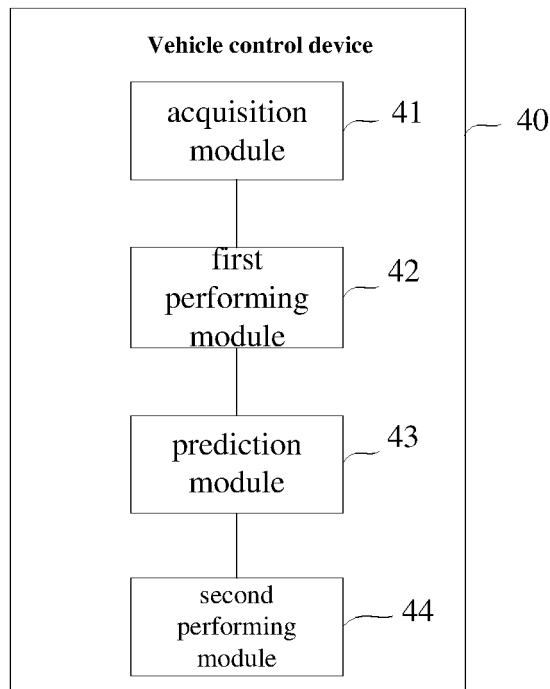 Vehicle control device
acquisition
module
41
40
first
performing
module
42
prediction
module
43
second
performing
module
44